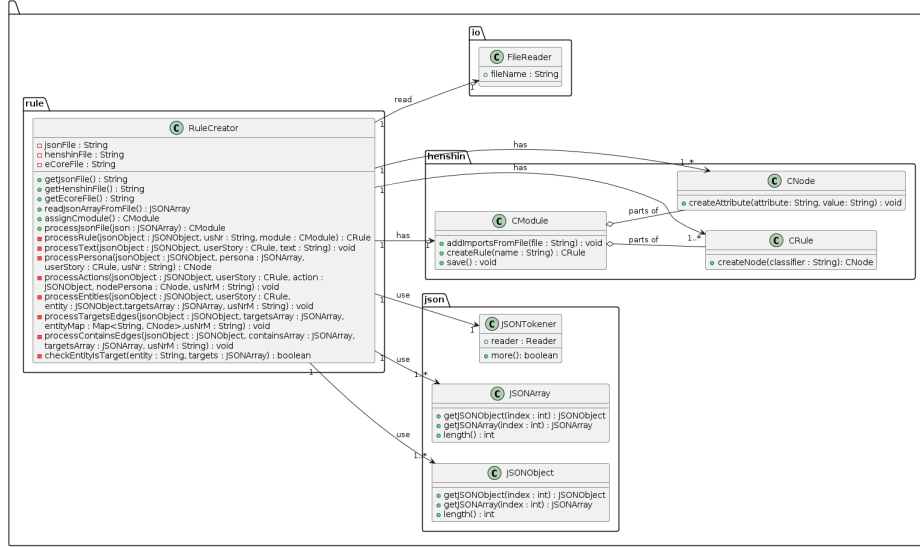 io
C FileReader
fileName : String
rule
C RuleCreator
jsonFile : String
henshinFile : String
eCoreFile : String
getJsonFile() : String
getHenshinFile() : String
getEcoreFile() : String
readJsonArrayFromFile() : JSONArray
assignCmodule() : CModule
processJsonFile(json : JSONArray) : CModule
processRule(jsonObject : JSONObject, usNr : String, module : CModule) : CRule
processText(jsonObject : JSONObject, userStory : CRule, text : String) : void
processPersona(jsonObject : JSONObject, persona : JSONArray,
userStory : CRule, usNr : String) : CNode
processActions(jsonObject : JSONObject, userStory : CRule, action :
JSONObject, nodePersona : CNode, usNrM : String) : void
processEntities(jsonObject : JSONObject, userStory : CRule,
entity : JSONObject,targetsArray : JSONArray, usNrM : String) : void
processTargetsEdges(jsonObject : JSONObject, targetsArray : JSONArray,
entityMap : Map<String, CNode>,usNrM : String) : void
processContainsEdges(jsonObject : JSONObject, containsArray : JSONArray,
targetsArray : JSONArray, usNrM : String) : void
checkEntityIsTarget(entity : String, targets : JSONArray) : boolean
read
1
1
has
1
1..*
has
1
1..*
has
1
1
use
1
1
use
1
1..*
use
1
1..*
henshin
C CNode
createAttribute(attribute: String, value: String) : void
C CModule
addImportsFromFile(file : String) : void
createRule(name : String) : CRule
save() : void
parts of
parts of
C CRule
createNode(classifier : String): CNode
json
C JSONTokener
reader : Reader
more(): boolean
C JSONArray
getJSONObject(index : int) : JSONObject
getJSONArray(index : int) : JSONArray
length() : int
C JSONObject
getJSONObject(index : int) : JSONObject
getJSONArray(index : int) : JSONArray
length() : int